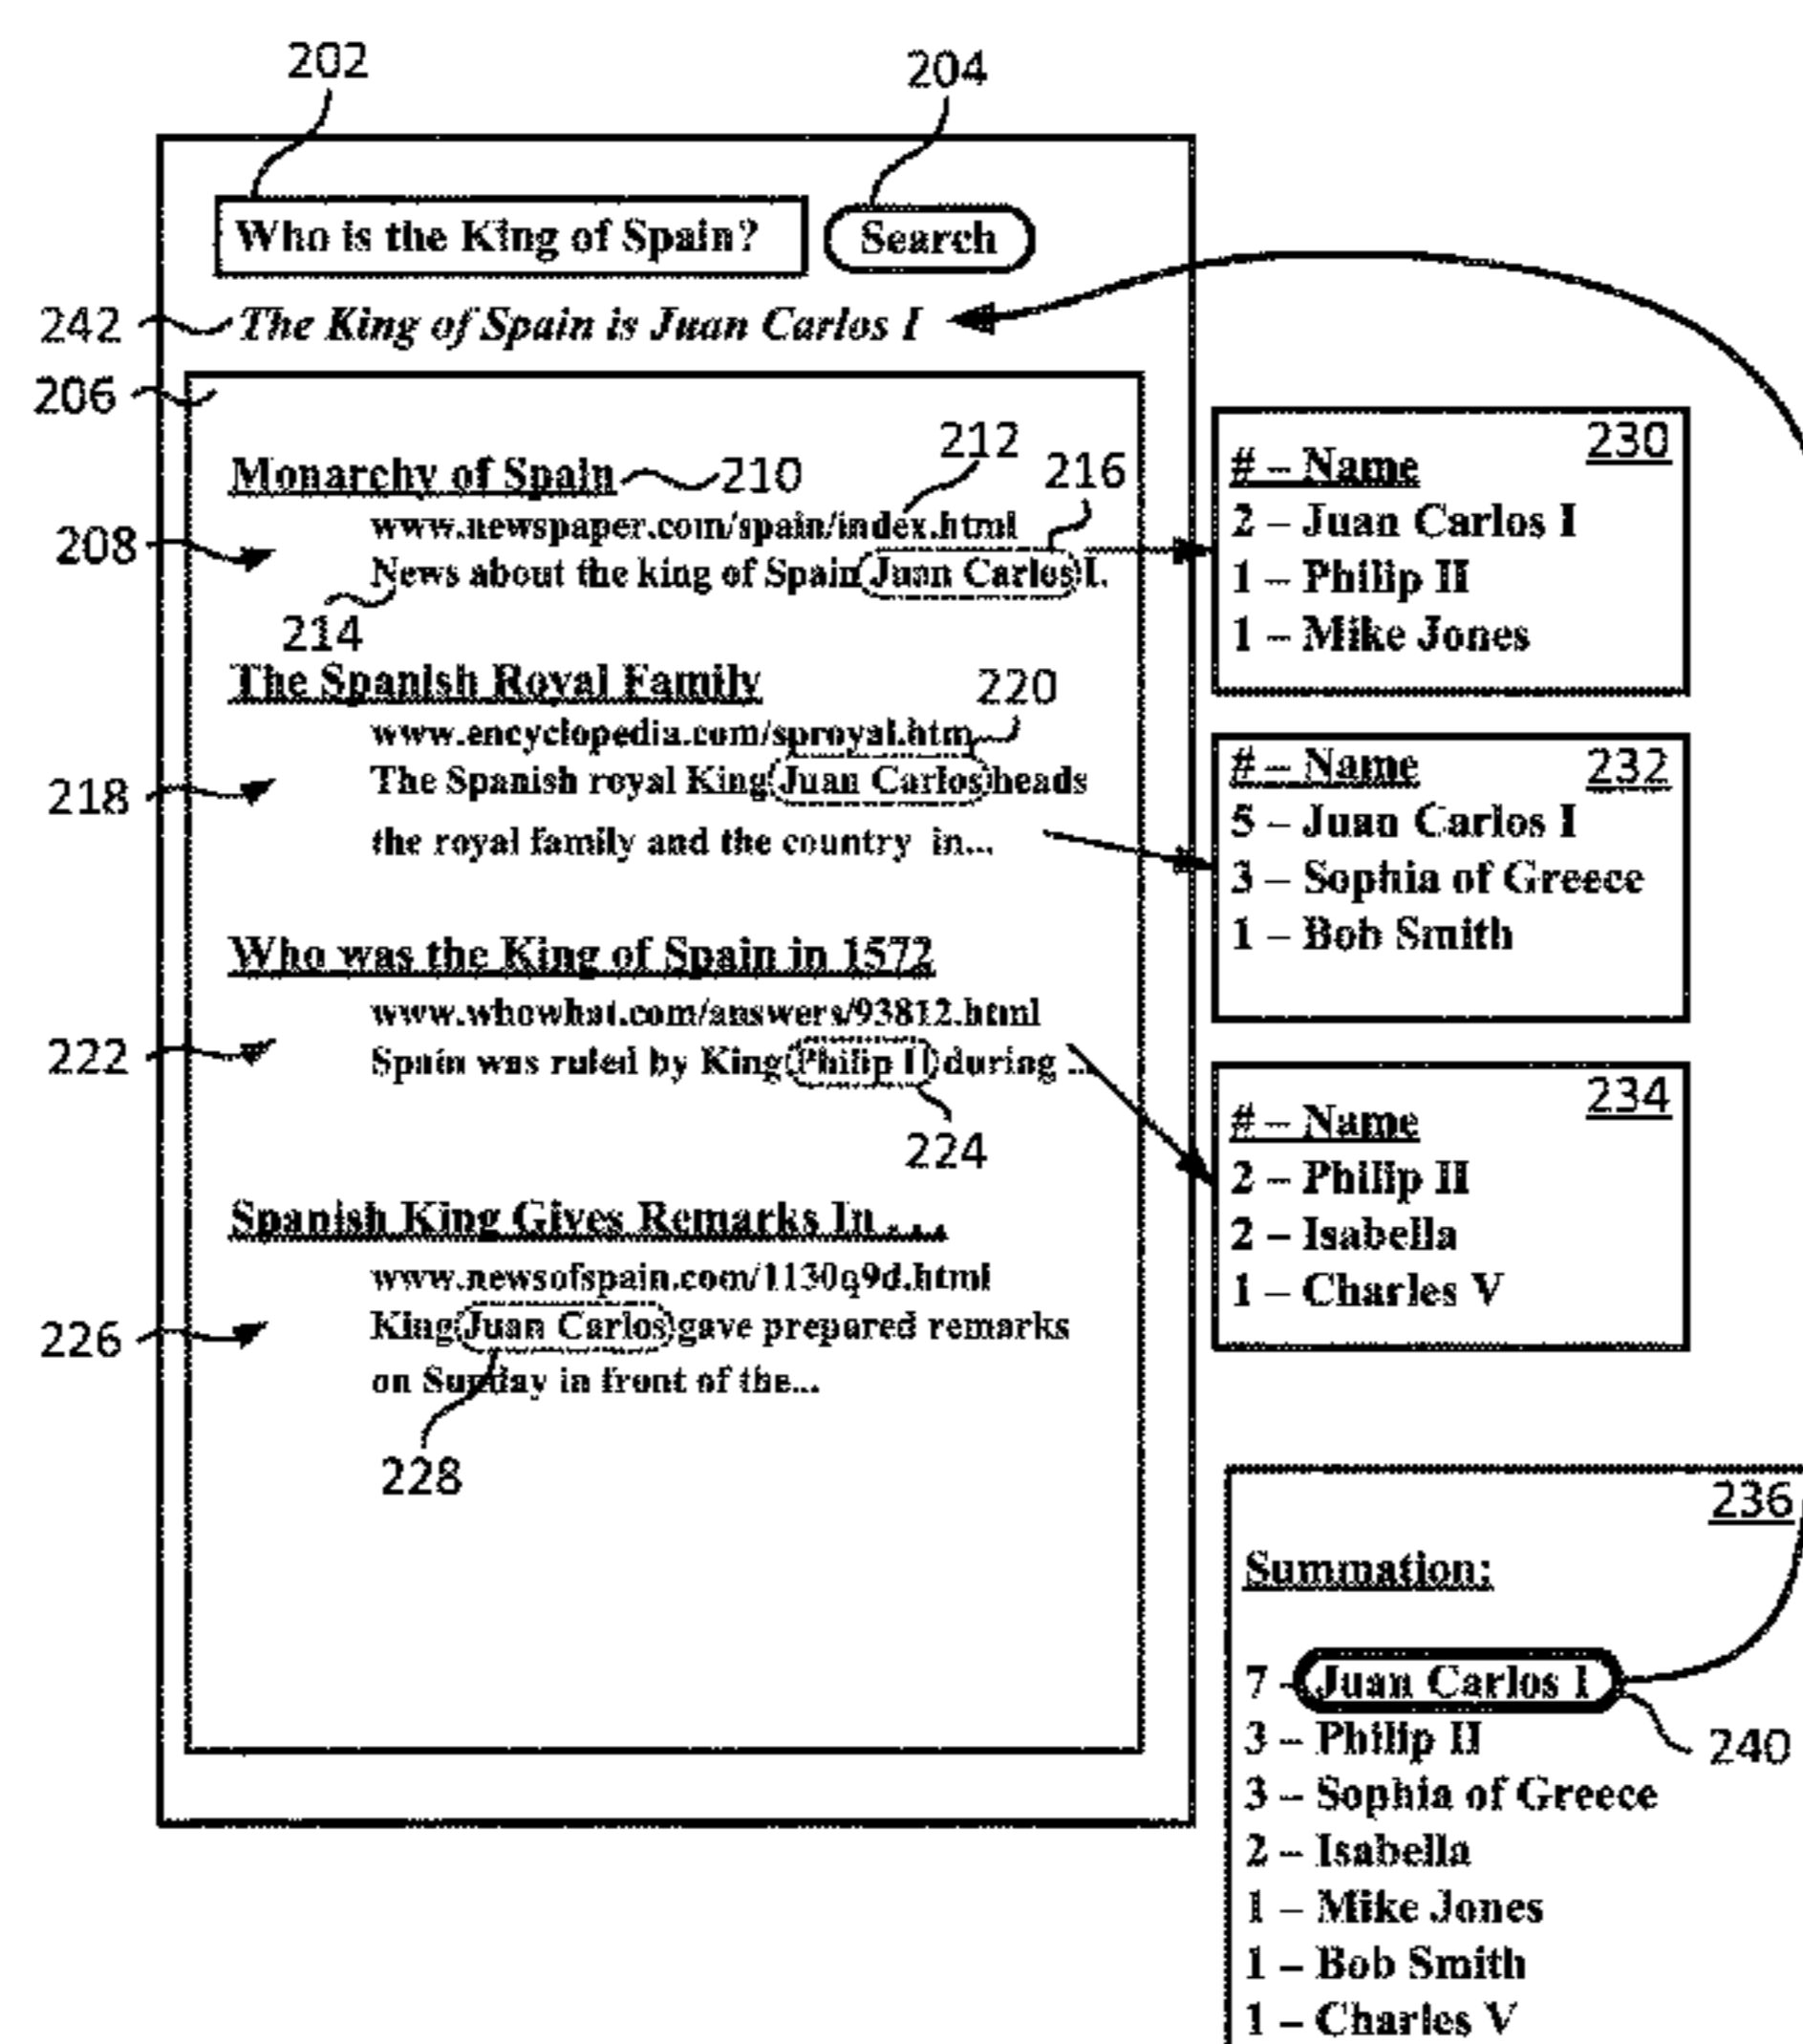 202
204
Who is the King of Spain?
Search
242
The King of Spain is Juan Carlos I
206
212
Monarchy of Spain
210
216
www.newspaper.com/spain/index.html
208
News about the king of Spain Juan Carlos I.
214
The Spanish Royal Family
220
www.encyclopedia.com/sproyal.htm
218
The Spanish royal King Juan Carlos heads
the royal family and the country in...
Who was the King of Spain in 1572
www.whowhat.com/answers/93812.html
222
Spain was ruled by King Philip II during ...
224
Spanish King Gives Remarks In ....
www.newsofspain.com/1130q9d.html
226
King Juan Carlos gave prepared remarks
on Sunday in front of the...
228
230
# – Name
2 – Juan Carlos I
1 – Philip II
1 – Mike Jones
232
# – Name
5 – Juan Carlos I
3 – Sophia of Greece
1 – Bob Smith
234
# – Name
2 – Philip II
2 – Isabella
1 – Charles V
236
Summation:
7 – Juan Carlos I
240
3 – Philip II
3 – Sophia of Greece
2 – Isabella
1 – Mike Jones
1 – Bob Smith
1 – Charles V